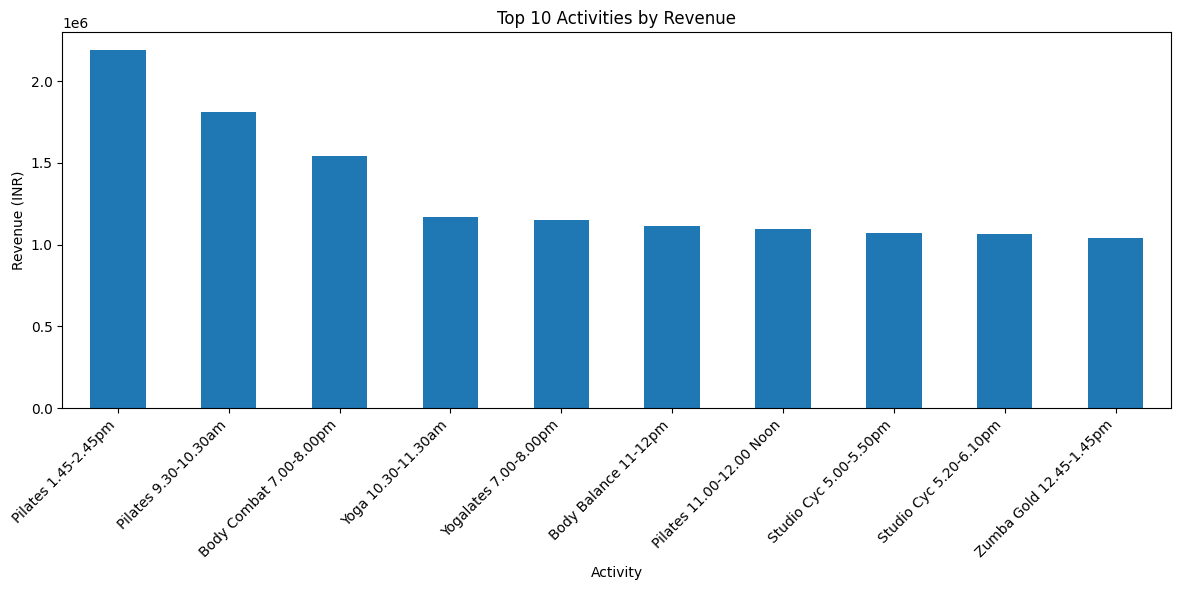 Top 10 Activities by Revenue
1e6
2.0
1.5
1.0
0.5
0.0
Revenue (INR)
Pilates 1.45-2.45pm
Pilates 9.30-10.30am
Body Combat 7.00-8.00pm
Yoga 10.30-11.30am
Yogalates 7.00-8.00pm
Body Balance 11-12pm
Pilates 11.00-12.00 Noon
Studio Cyc 5.00-5.50pm
Studio Cyc 5.20-6.10pm
Zumba Gold 12.45-1.45pm
Activity